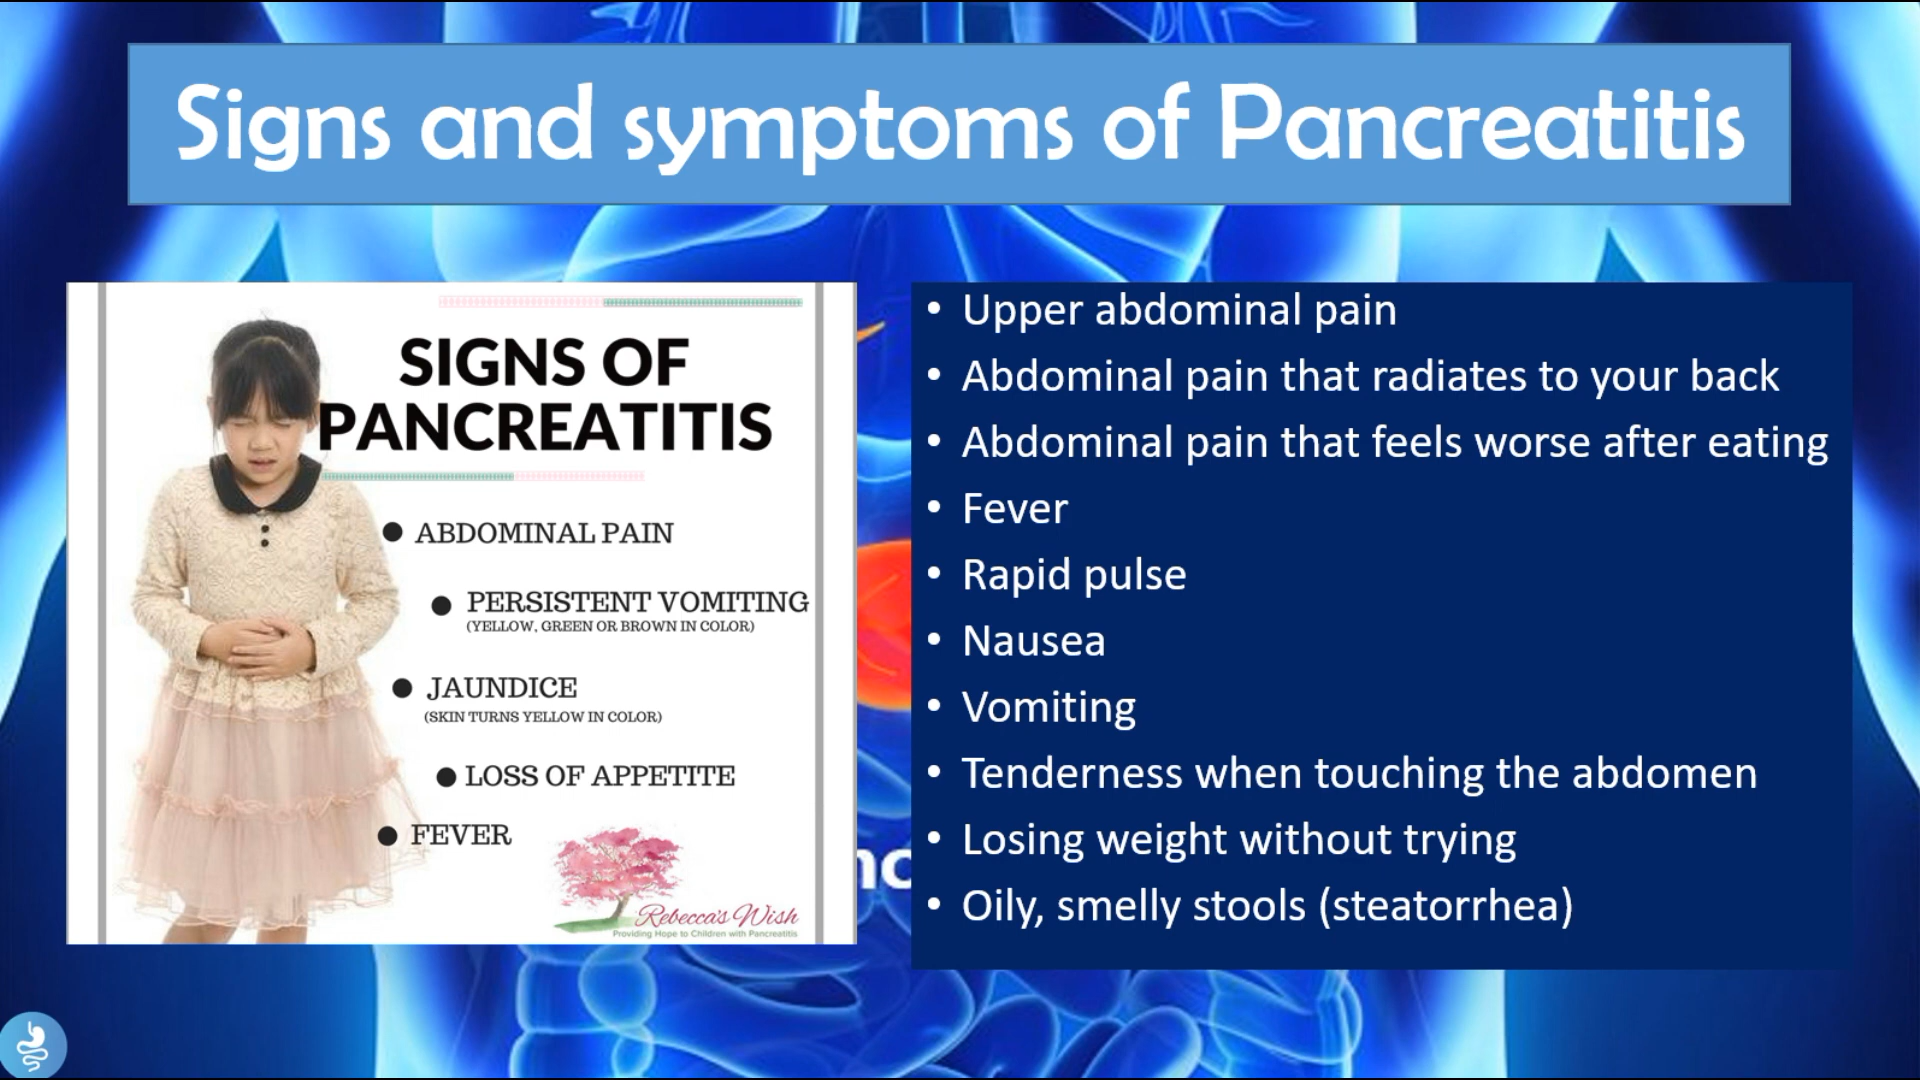 Signs and symptoms of Pancreatitis
SIGNS OF
PANCREATITIS
● ABDOMINAL PAIN
● PERSISTENT VOMITING
(YELLOW, GREEN OR BROWN IN COLOR)
● JAUNDICE
(SKIN TURNS YELLOW IN COLOR)
● LOSS OF APPETITE
● FEVER
Rebecca's Wish
Providing Hope to Children with Pancreatitis
• Upper abdominal pain
• Abdominal pain that radiates to your back
• Abdominal pain that feels worse after eating
• Fever
• Rapid pulse
• Nausea
• Vomiting
• Tenderness when touching the abdomen
• Losing weight without trying
• Oily, smelly stools (steatorrhea)